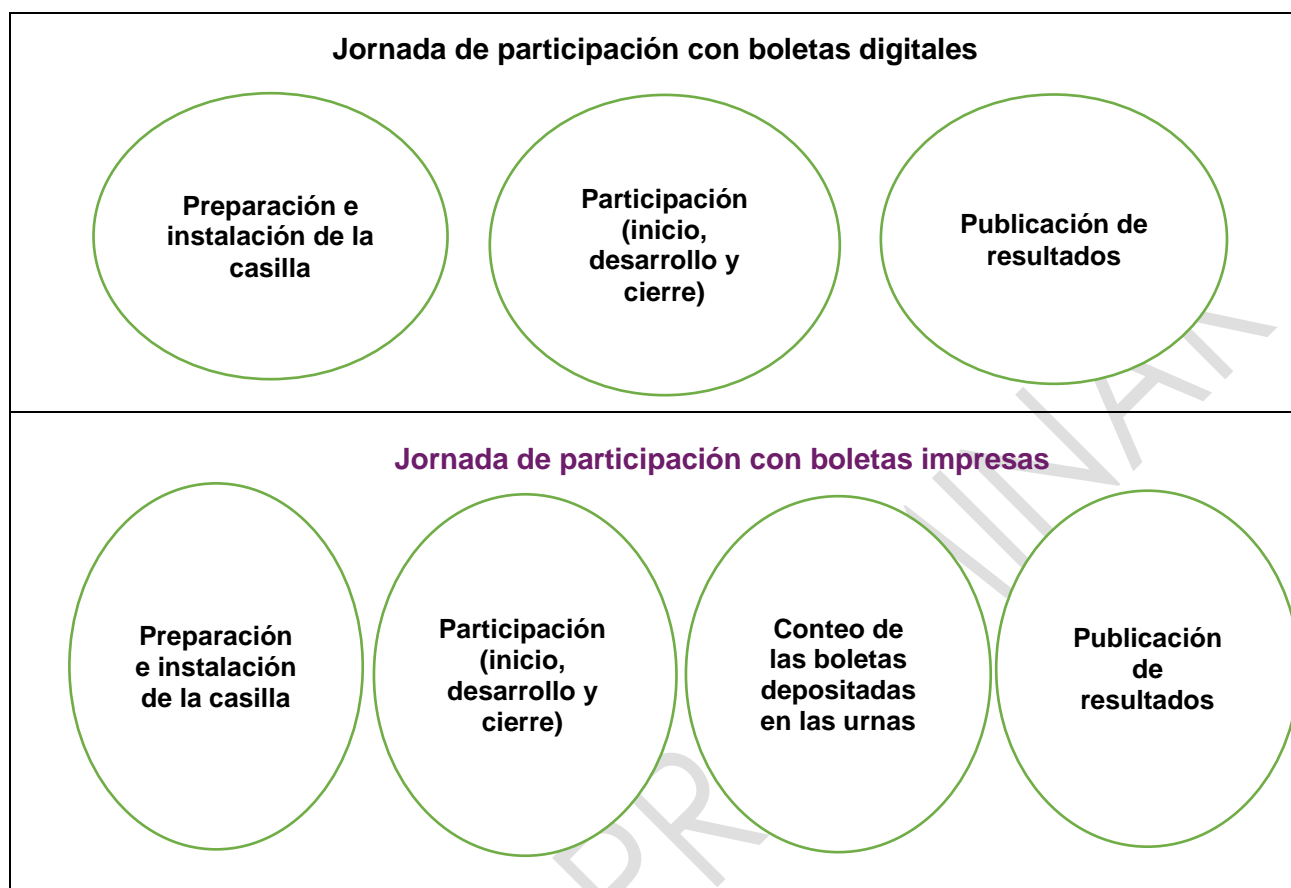 Jornada de participación con boletas digitales
Preparación e
instalación de la
casilla
Participación
(inicio,
desarrollo y
cierre)
Publicación de
resultados
Jornada de participación con boletas impresas
Preparación
e instalación
de la casilla
Participación
(inicio,
desarrollo y
cierre)
Conteo de
las boletas
depositadas
en las urnas
Publicación
de
resultados